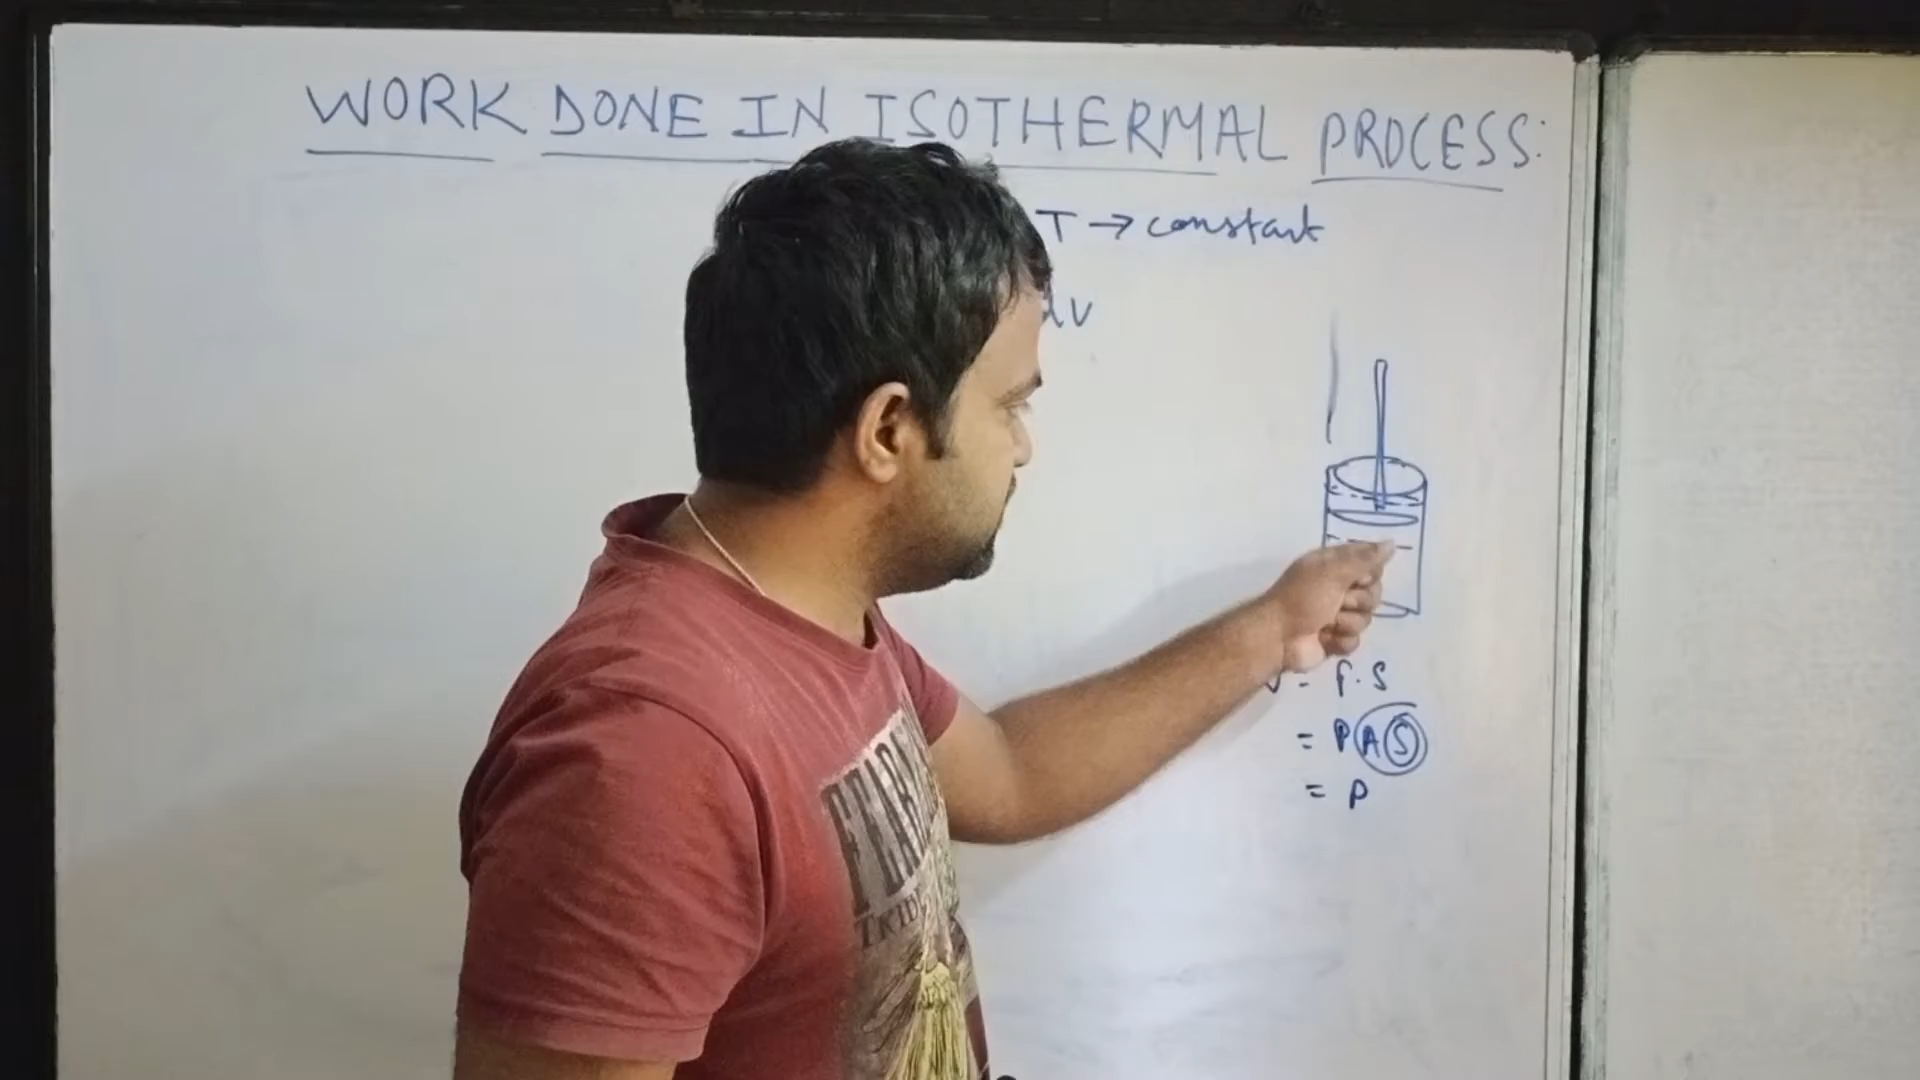 WORK DONE IN ISOTHERMAL PROCESS:
T → constant
dv
= F.S
= PAS
= P